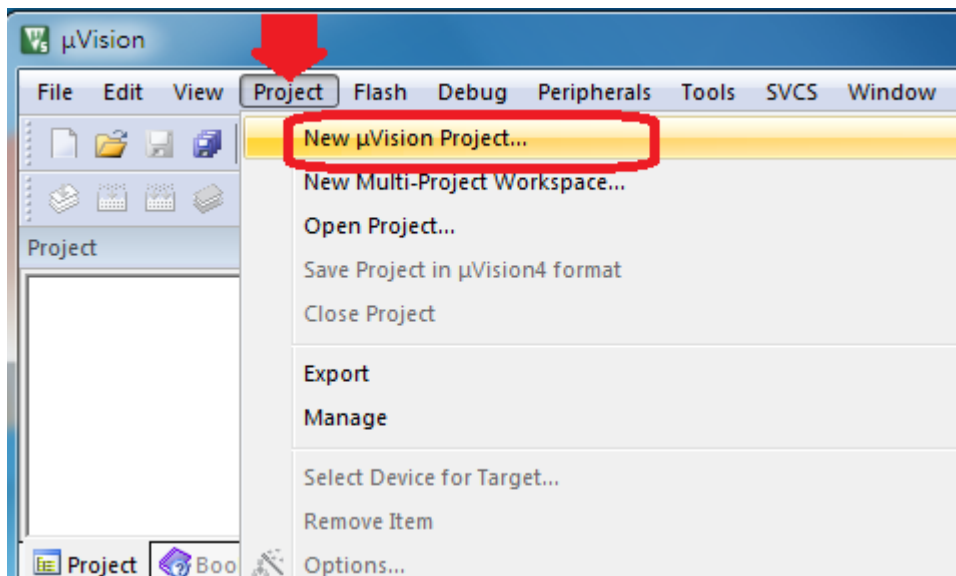 µVision
File Edit View Project Flash Debug Peripherals Tools SVCS Window
New µVision Project...
New Multi-Project Workspace...
Open Project...
Project
Save Project in µVision4 format
Close Project
Export
Manage
Select Device for Target...
Remove Item
Project Boo
Options...